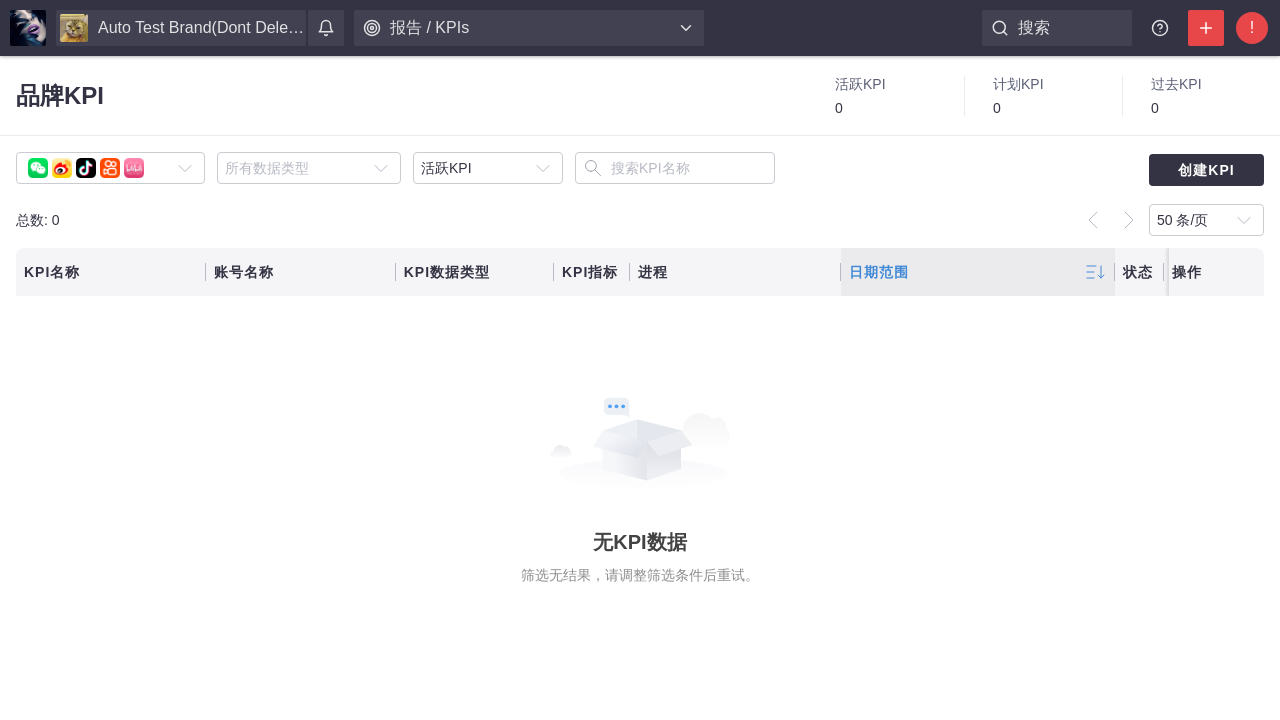 Auto Test Brand(Dont Dele...
报告 / KPIs
搜索
!
品牌KPI
活跃KPI
0
计划KPI
0
过去KPI
0
所有数据类型
活跃KPI
搜索KPI名称
创建KPI
总数: 0
50 条/页
KPI名称
账号名称
KPI数据类型
KPI指标
进程
日期范围
状态
操作
无KPI数据
筛选无结果，请调整筛选条件后重试。